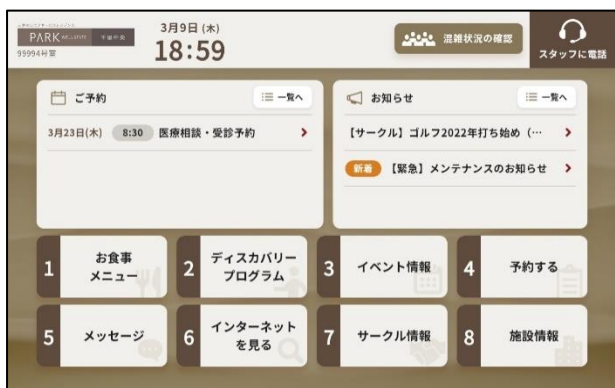 PARK WELLSTATE 千里中央
99994号室
3月9日 (木)
18:59
混雑状況の確認
スタッフに電話
ご予約
一覧へ
3月23日(木) 8:30 医療相談・受診予約
お知らせ
一覧へ
【サークル】ゴルフ2022年打ち始め（…
新着 【緊急】メンテナンスのお知らせ
1 お食事
メニュー
2 ディスカバリー
プログラム
3 イベント情報
4 予約する
5 メッセージ
6 インターネット
を見る
7 サークル情報
8 施設情報